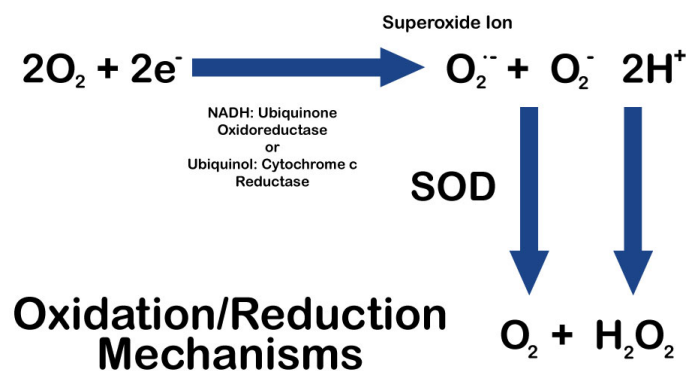 Superoxide Ion
2O₂ + 2e⁻ O₂˙⁻ + O₂⁻ 2H⁺
NADH: Ubiquinone
Oxidoreductase
or
Ubiquinol: Cytochrome c
Reductase
SOD
Oxidation/Reduction
Mechanisms
O₂ + H₂O₂